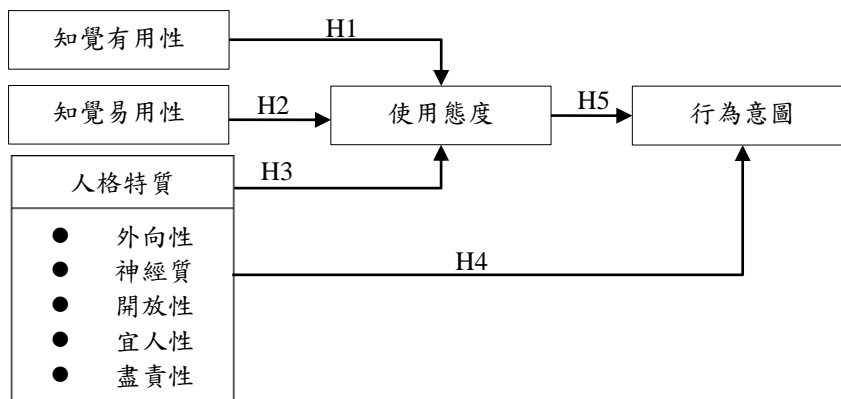 知覺有用性
H1
知覺易用性
H2
使用態度
H5
行為意圖
人格特質
H3
● 外向性
● 神經質
● 開放性
● 宜人性
● 盡責性
H4